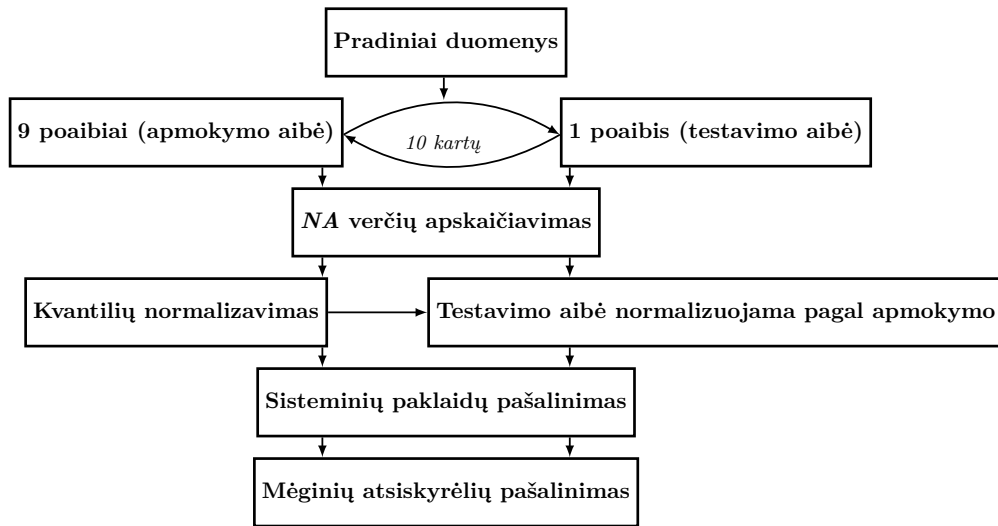 Pradiniai duomenys
9 poaibiai (apmokymo aibė)
10 kartų
1 poaibis (testavimo aibė)
NA verčių apskaičiavimas
Kvantilių normalizavimas
Testavimo aibė normalizuojama pagal apmokymo
Sisteminių paklaidų pašalinimas
Mėginių atsiskyrėlių pašalinimas